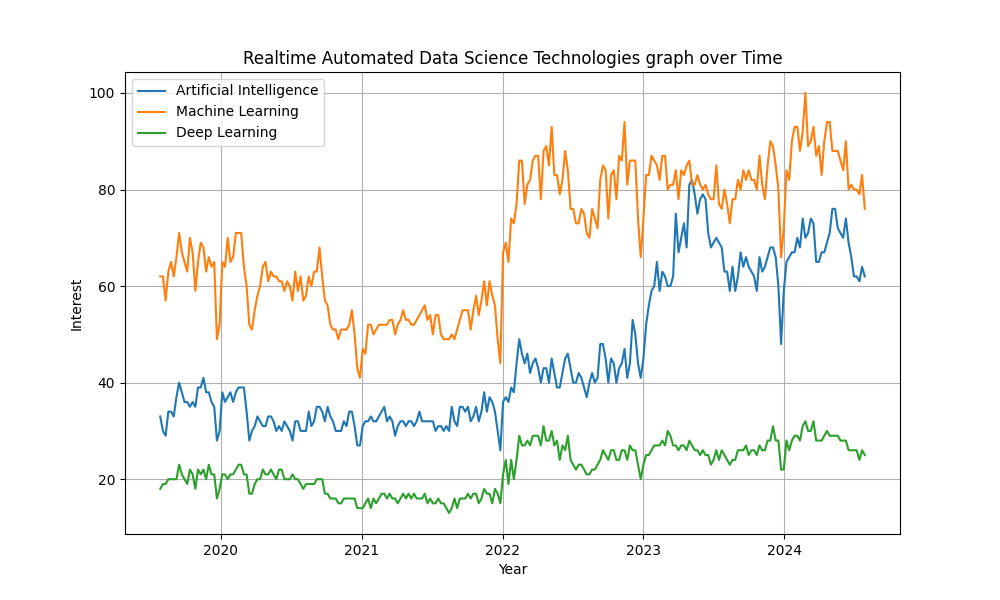 Realtime Automated Data Science Technologies graph over Time
Artificial Intelligence
Machine Learning
Deep Learning
100
80
60
40
20
Interest
2020 2021 2022 2023 2024
Year